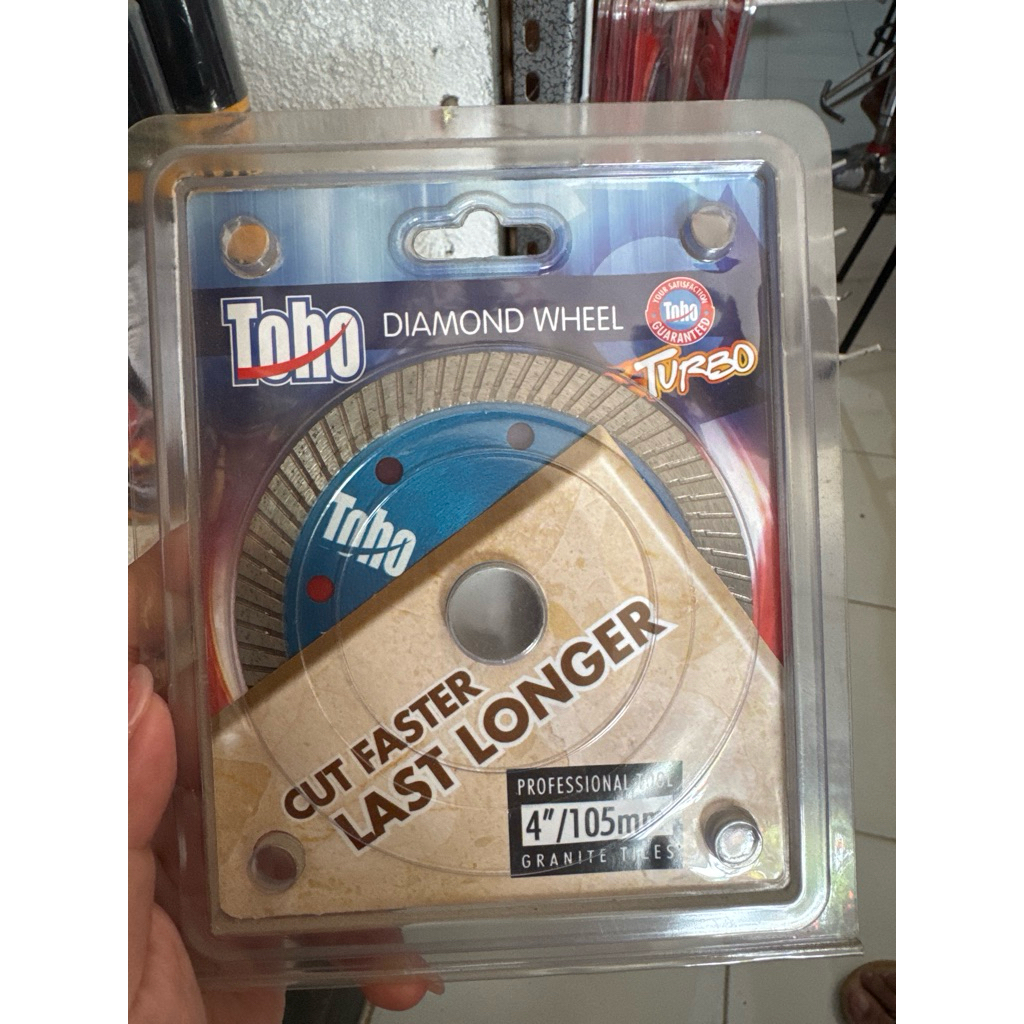 Toho
DIAMOND WHEEL
YOUR SATISFACTION
Toho
GUARANTEED
TURBO
Toho
CUT FASTER
LAST LONGER
PROFESSIONAL TOOL
4"/105mm
GRANITE TILES